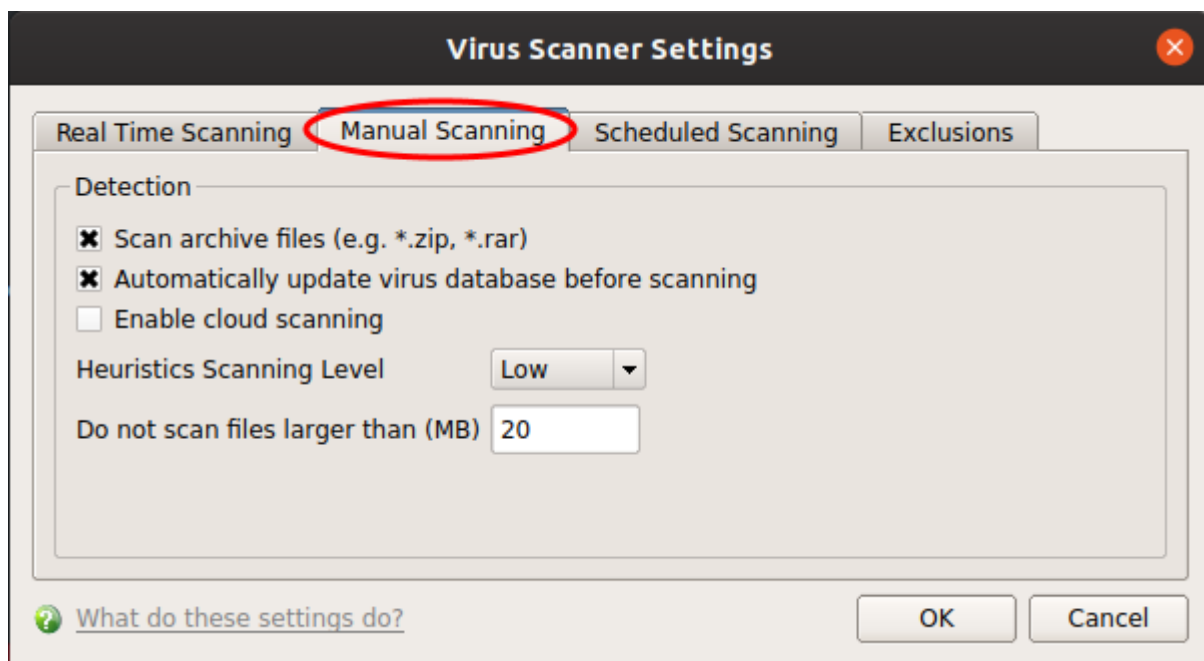 Virus Scanner Settings
Real Time Scanning Manual Scanning Scheduled Scanning Exclusions
Detection
Scan archive files (e.g. *.zip, *.rar)
Automatically update virus database before scanning
Enable cloud scanning
Heuristics Scanning Level Low
Do not scan files larger than (MB) 20
What do these settings do? OK Cancel